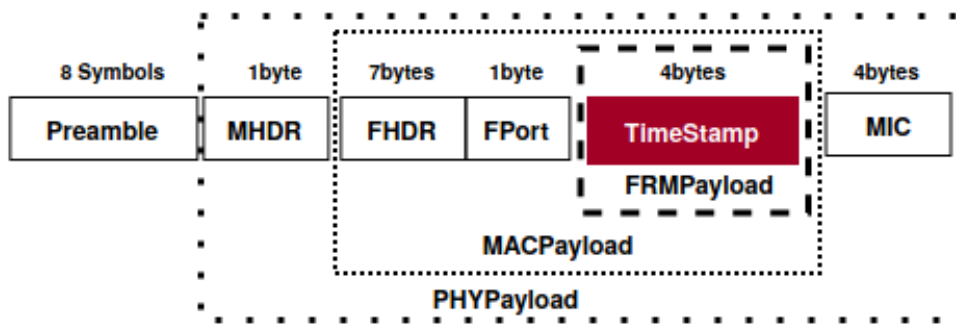 8 Symbols 1byte 7bytes 1byte 4bytes 4bytes
Preamble MHDR FHDR FPort TimeStamp MIC
FRMPayload
MACPayload
PHYPayload